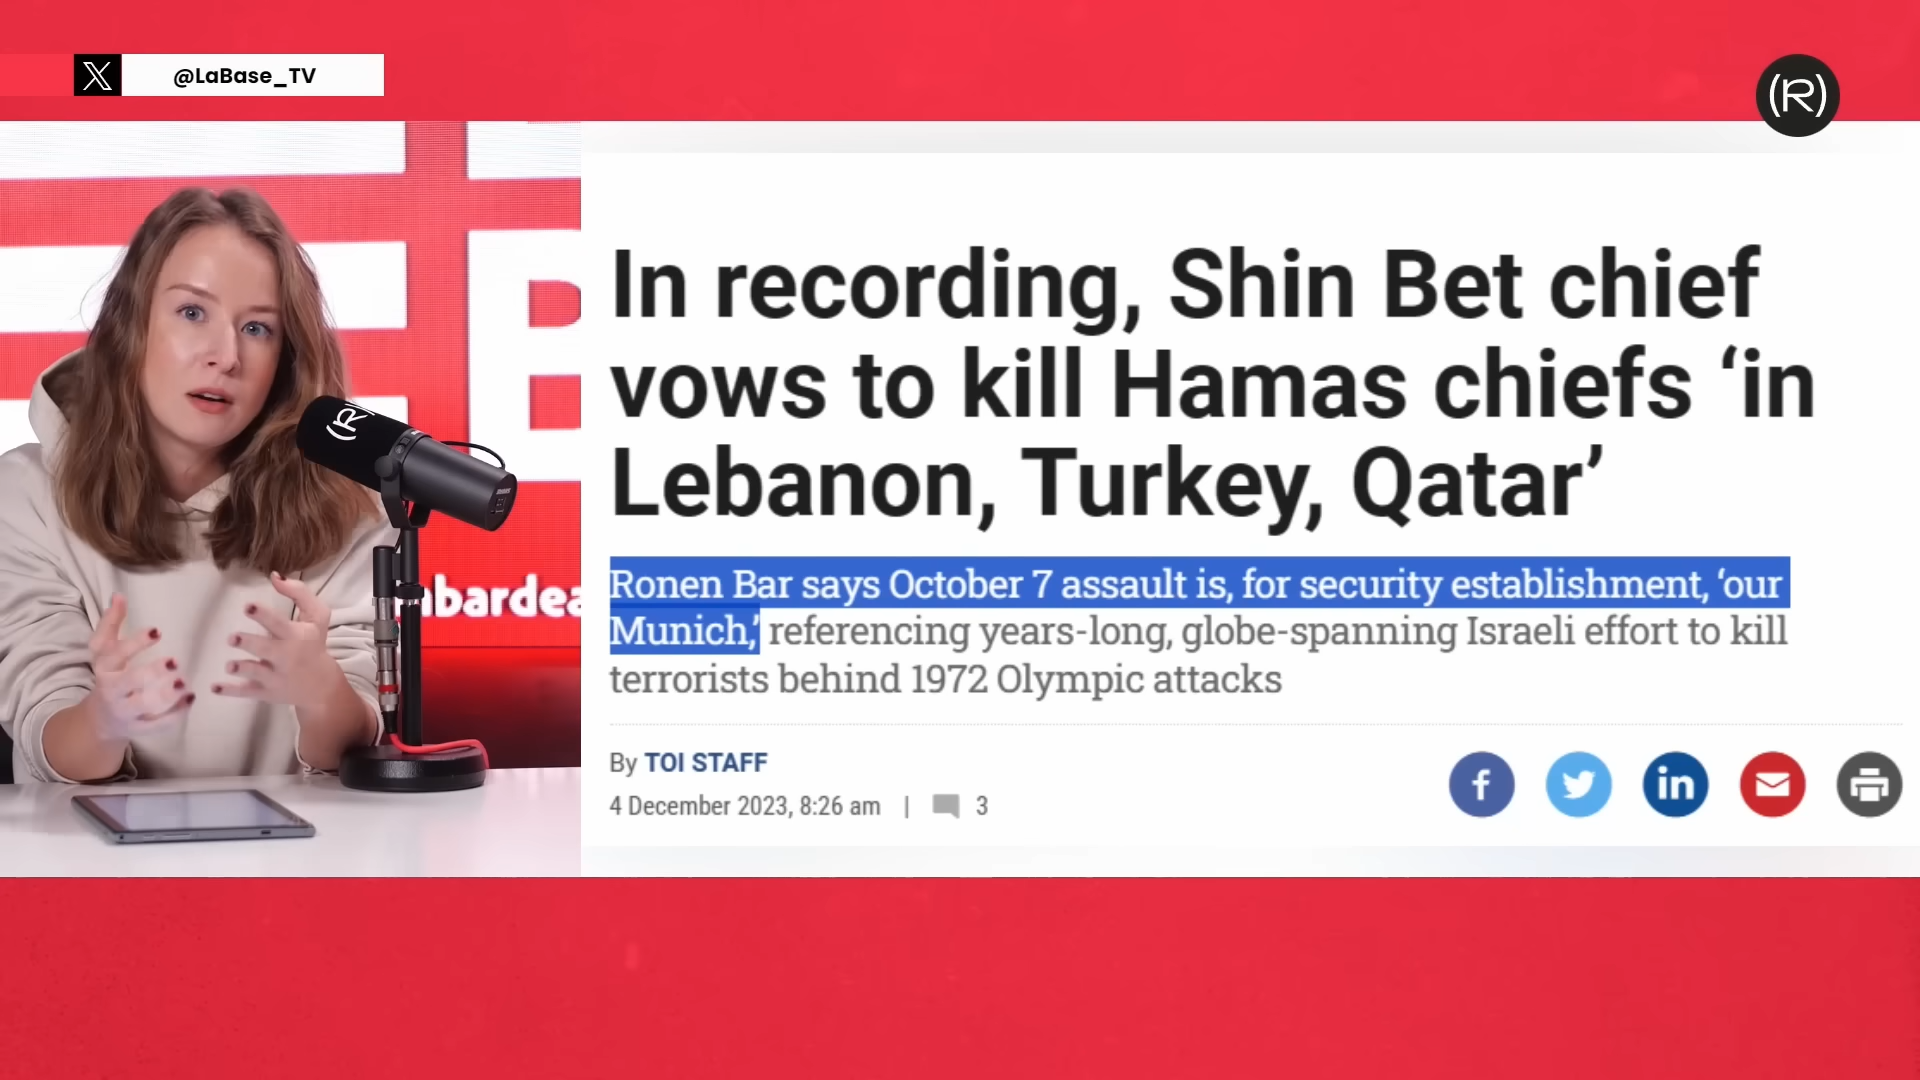 @LaBase_TV
(R)
In recording, Shin Bet chief
vows to kill Hamas chiefs ‘in
Lebanon, Turkey, Qatar’
Ronen Bar says October 7 assault is, for security establishment, ‘our
Munich,’ referencing years-long, globe-spanning Israeli effort to kill
terrorists behind 1972 Olympic attacks
By TOI STAFF
4 December 2023, 8:26 am | 3
(R)
B
bardea